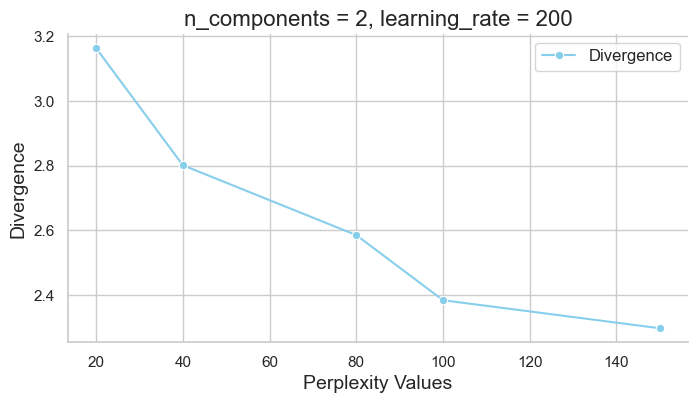 n_components = 2, learning_rate = 200
Divergence
3.2
3.0
2.8
2.6
2.4
Divergence
20 40 60 80 100 120 140
Perplexity Values